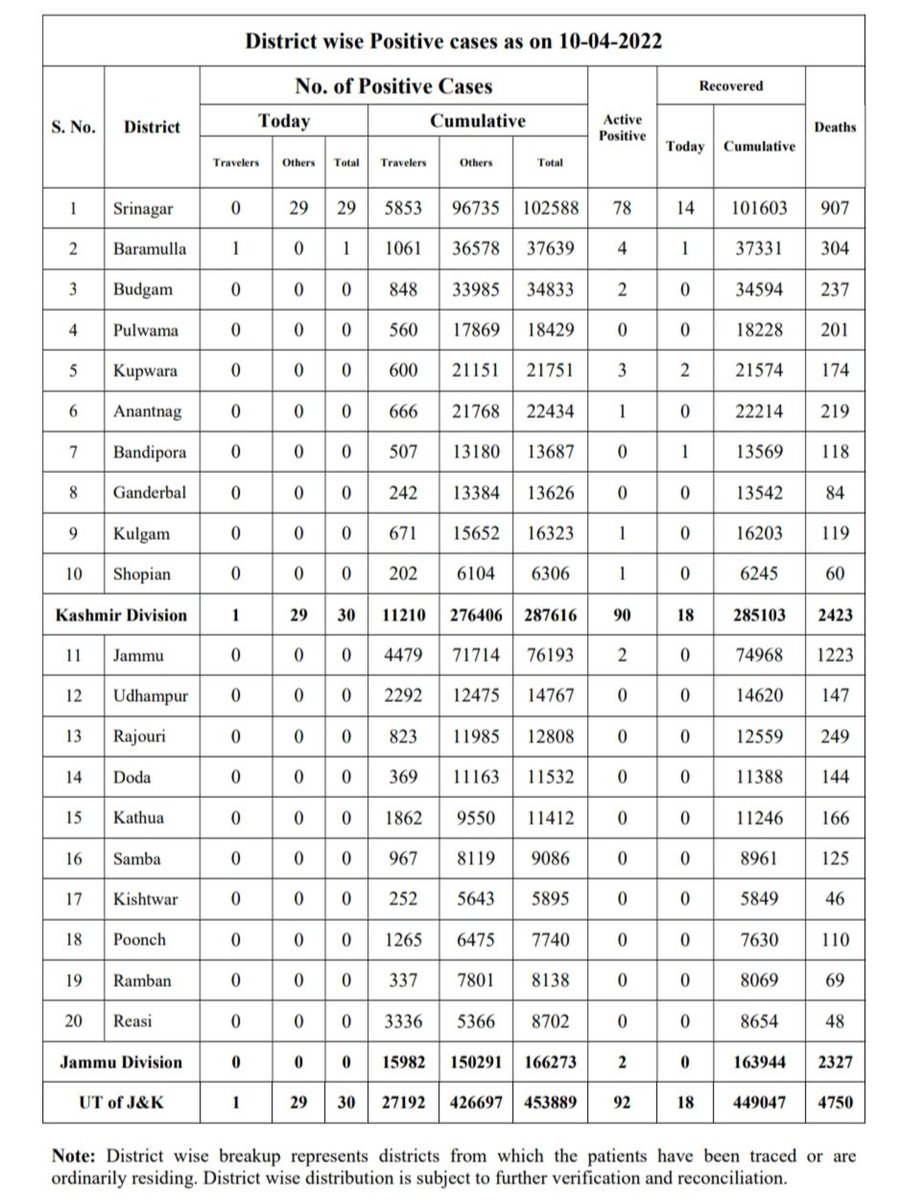 District wise Positive cases as on 10-04-2022
S. No. District No. of Positive Cases Active Positive Recovered Deaths
Today Cumulative Today Cumulative
Travelers Others Total Travelers Others Total
1 Srinagar 0 29 29 5853 96735 102588 78 14 101603 907
2 Baramulla 1 0 1 1061 36578 37639 4 1 37331 304
3 Budgam 0 0 0 848 33985 34833 2 0 34594 237
4 Pulwama 0 0 0 560 17869 18429 0 0 18228 201
5 Kupwara 0 0 0 600 21151 21751 3 2 21574 174
6 Anantnag 0 0 0 666 21768 22434 1 0 22214 219
7 Bandipora 0 0 0 507 13180 13687 0 1 13569 118
8 Ganderbal 0 0 0 242 13384 13626 0 0 13542 84
9 Kulgam 0 0 0 671 15652 16323 1 0 16203 119
10 Shopian 0 0 0 202 6104 6306 1 0 6245 60
Kashmir Division 1 29 30 11210 276406 287616 90 18 285103 2423
11 Jammu 0 0 0 4479 71714 76193 2 0 74968 1223
12 Udhampur 0 0 0 2292 12475 14767 0 0 14620 147
13 Rajouri 0 0 0 823 11985 12808 0 0 12559 249
14 Doda 0 0 0 369 11163 11532 0 0 11388 144
15 Kathua 0 0 0 1862 9550 11412 0 0 11246 166
16 Samba 0 0 0 967 8119 9086 0 0 8961 125
17 Kishtwar 0 0 0 252 5643 5895 0 0 5849 46
18 Poonch 0 0 0 1265 6475 7740 0 0 7630 110
19 Ramban 0 0 0 337 7801 8138 0 0 8069 69
20 Reasi 0 0 0 3336 5366 8702 0 0 8654 48
Jammu Division 0 0 0 15982 150291 166273 2 0 163944 2327
UT of J&K 1 29 30 27192 426697 453889 92 18 449047 4750
Note: District wise breakup represents districts from which the patients have been traced or are
ordinarily residing. District wise distribution is subject to further verification and reconciliation.